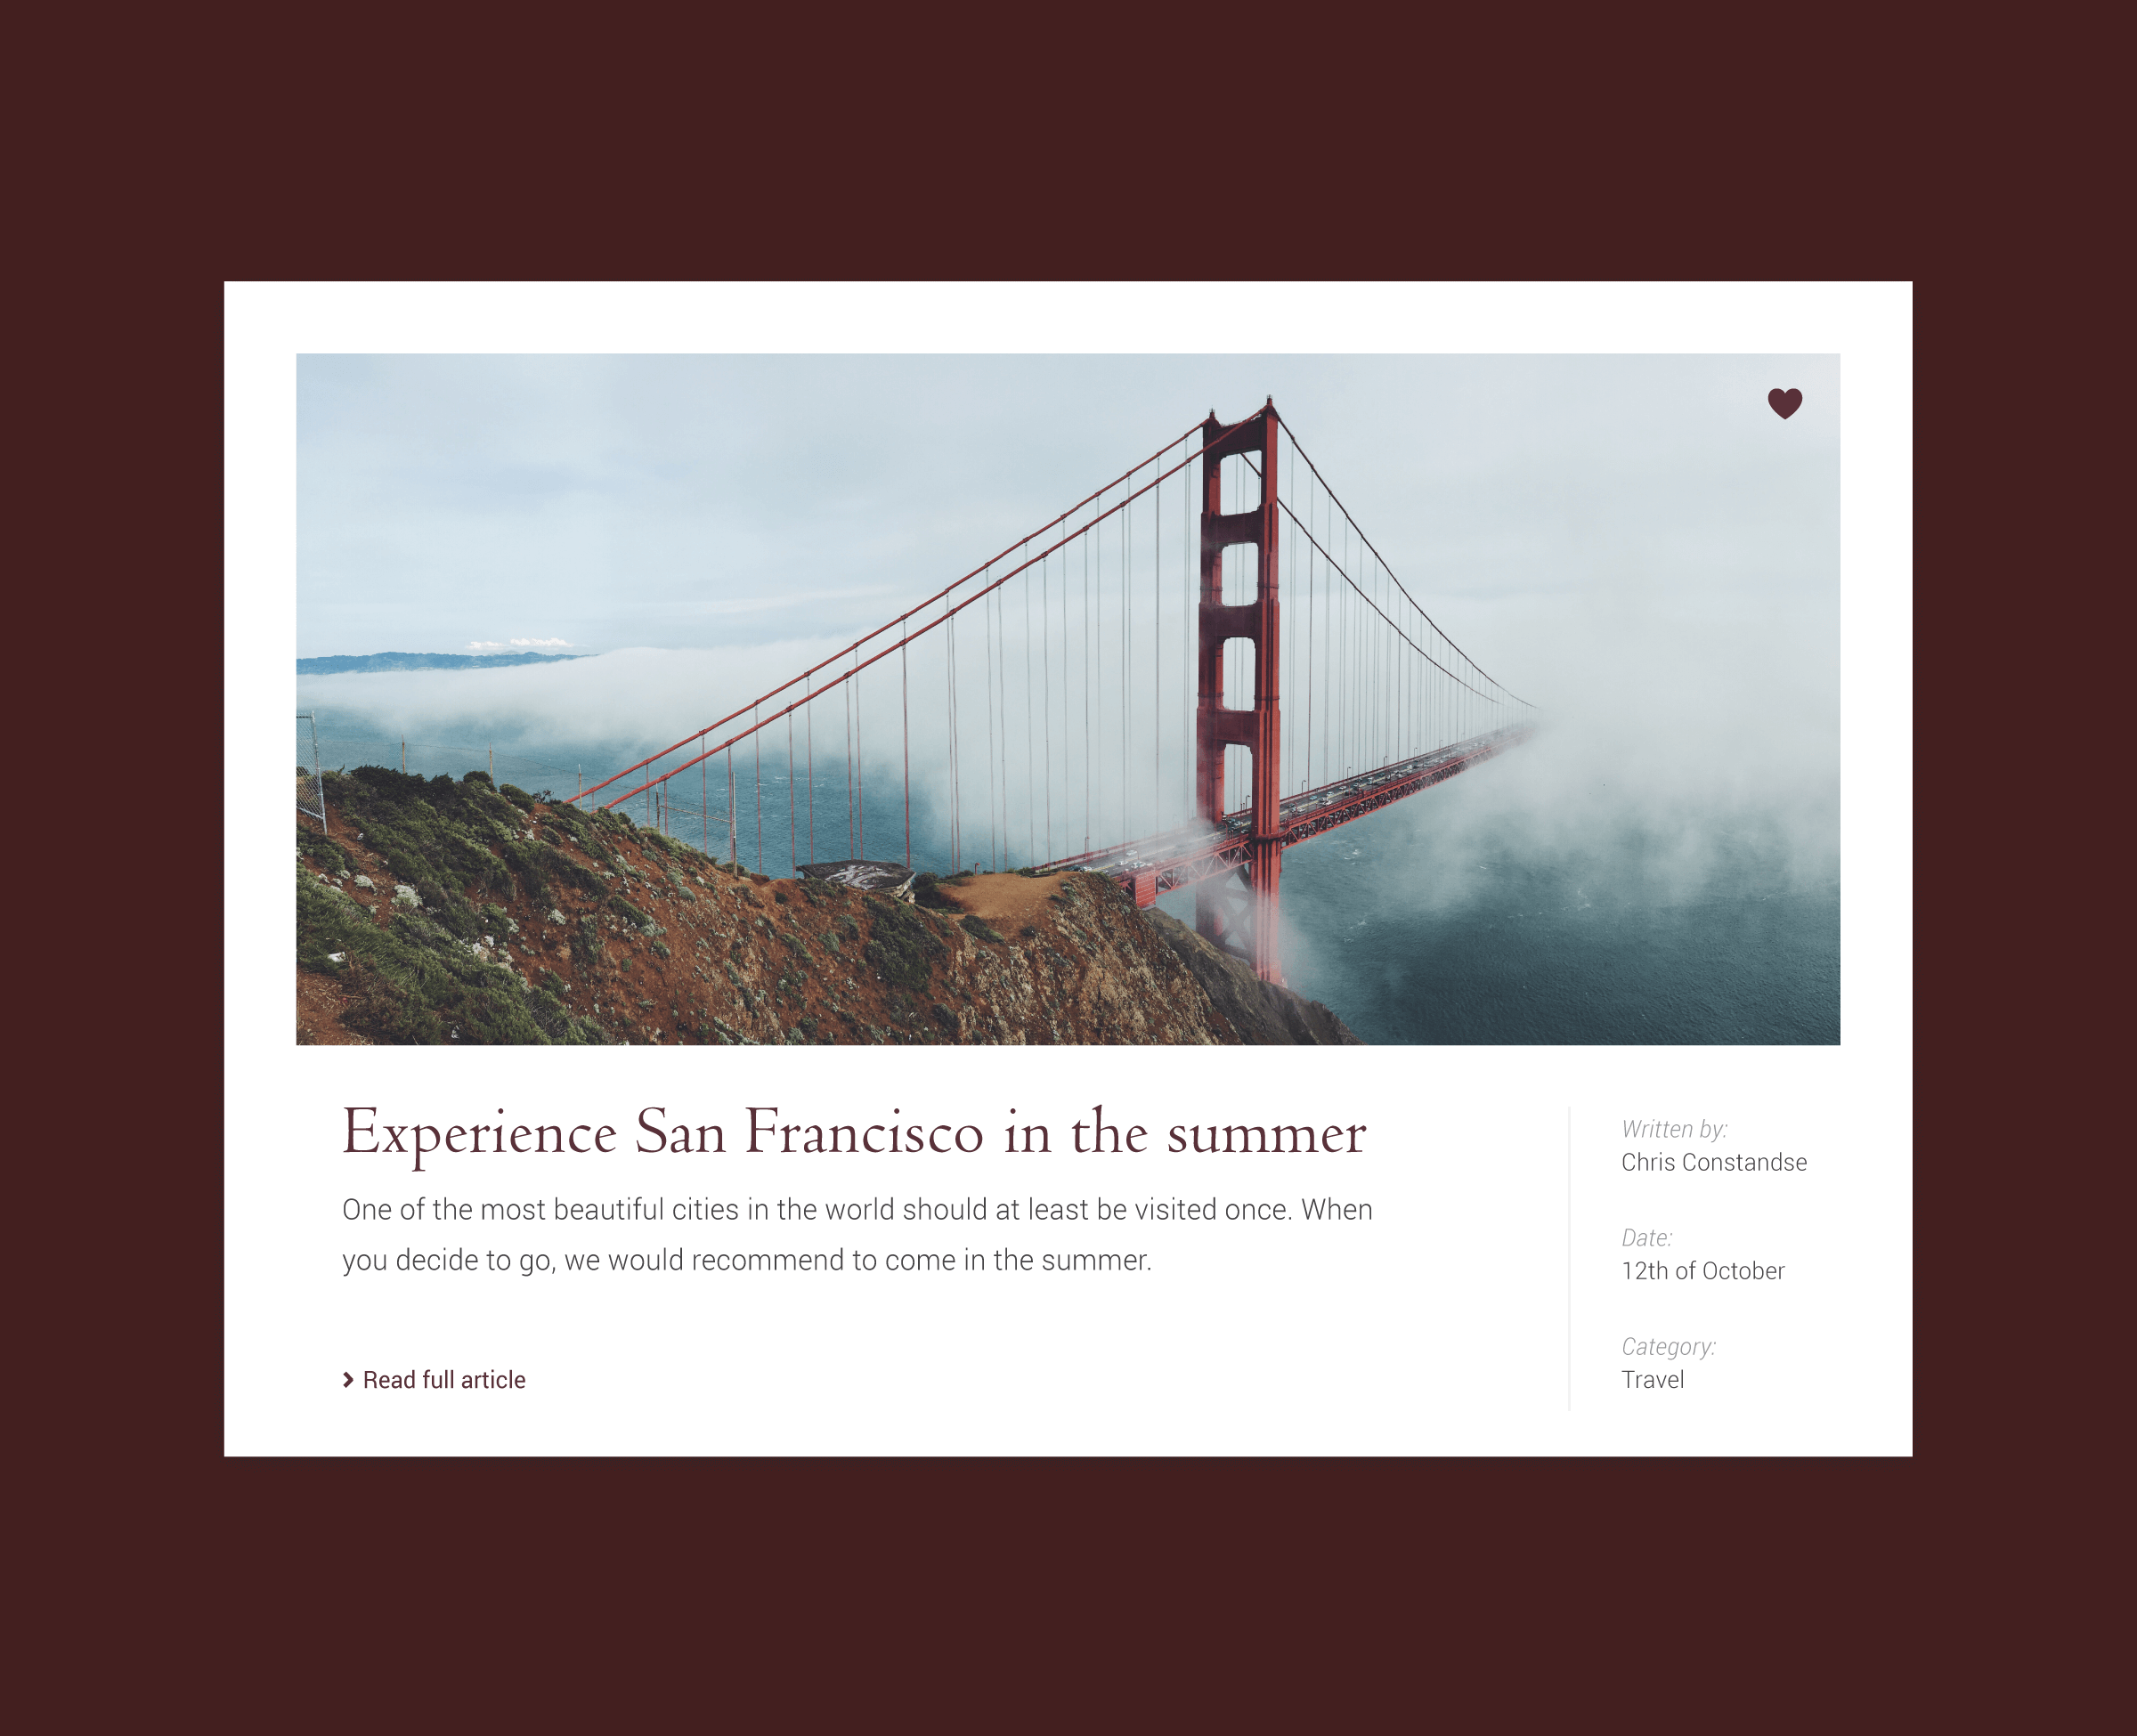 Experience San Francisco in the summer
One of the most beautiful cities in the world should at least be visited once. When
you decide to go, we would recommend to come in the summer.
Read full article
Written by:
Chris Constandse
Date:
12th of October
Category:
Travel